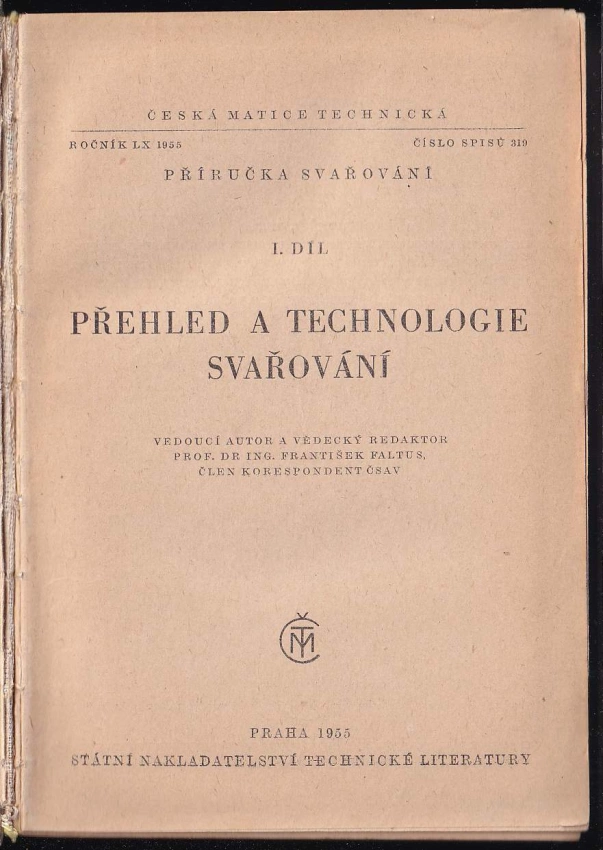 ČESKÁ MATICE TECHNICKÁ
ROČNÍK LX 1955 ČÍSLO SPISŮ 319
PŘÍRUČKA SVAŘOVÁNÍ
I. DÍL
PŘEHLED A TECHNOLOGIE
SVAŘOVÁNÍ
VEDOUCÍ AUTOR A VĚDECKÝ REDAKTOR
PROF. DR ING. FRANTIŠEK FALTUS,
ČLEN KORESPONDENT ČSAV
ČMT
PRAHA 1955
STÁTNÍ NAKLADATELSTVÍ TECHNICKÉ LITERATURY